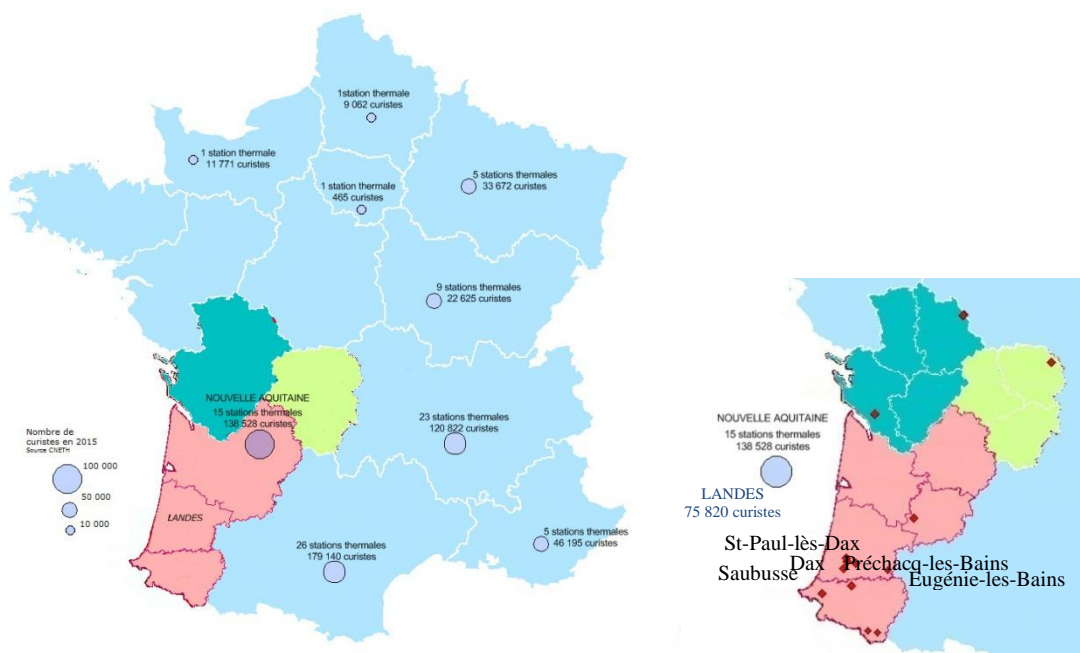 1station thermale
9 062 curistes
1 station thermale
11 771 curistes
1 station thermale
465 curistes
5 stations thermales
33 672 curistes
9 stations thermales
22 625 curistes
NOUVELLE AQUITAINE
15 stations thermales
138 528 curistes
23 stations thermales
120 822 curistes
Nombre de
curistes en 2015
Source CNETH
100 000
50 000
10 000
LANDES
26 stations thermales
179 140 curistes
5 stations thermales
46 195 curistes
NOUVELLE AQUITAINE
15 stations thermales
138 528 curistes
LANDES
75 820 curistes
St-Paul-lès-Dax
Dax
Préchacq-les-Bains
Saubusse
Eugénie-les-Bains